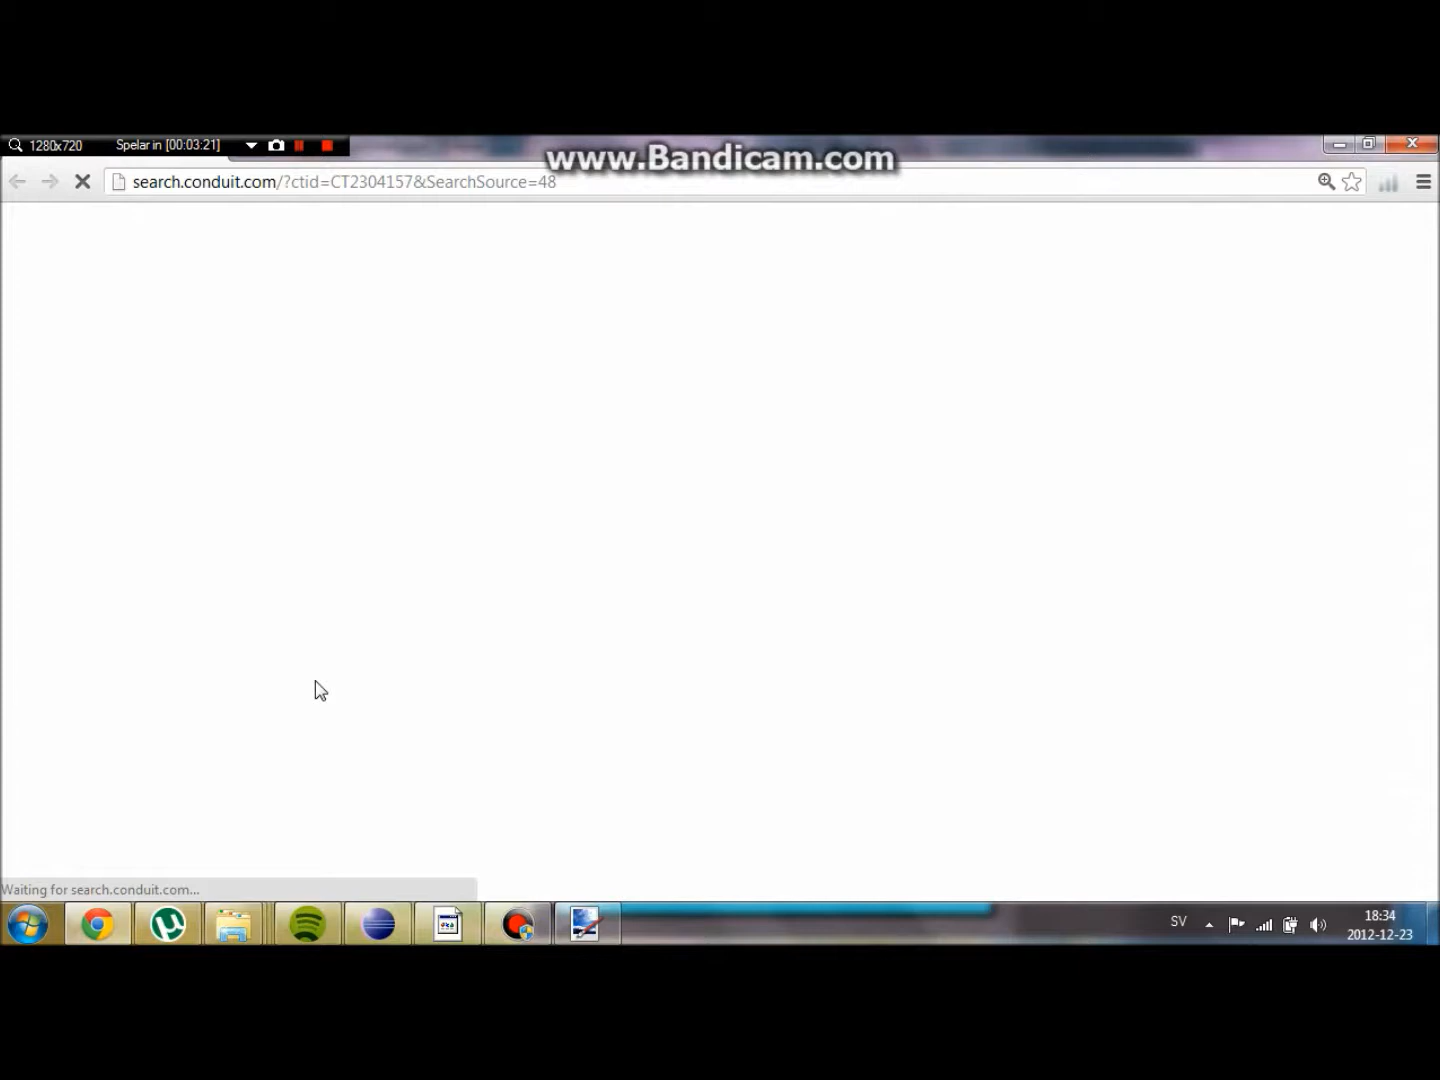 1280x720 Spelar in [00:03:21]
www.Bandicam.com
search.conduit.com/?ctid=CT2304157&SearchSource=48
Waiting for search.conduit.com...
SV
18:34
2012-12-23